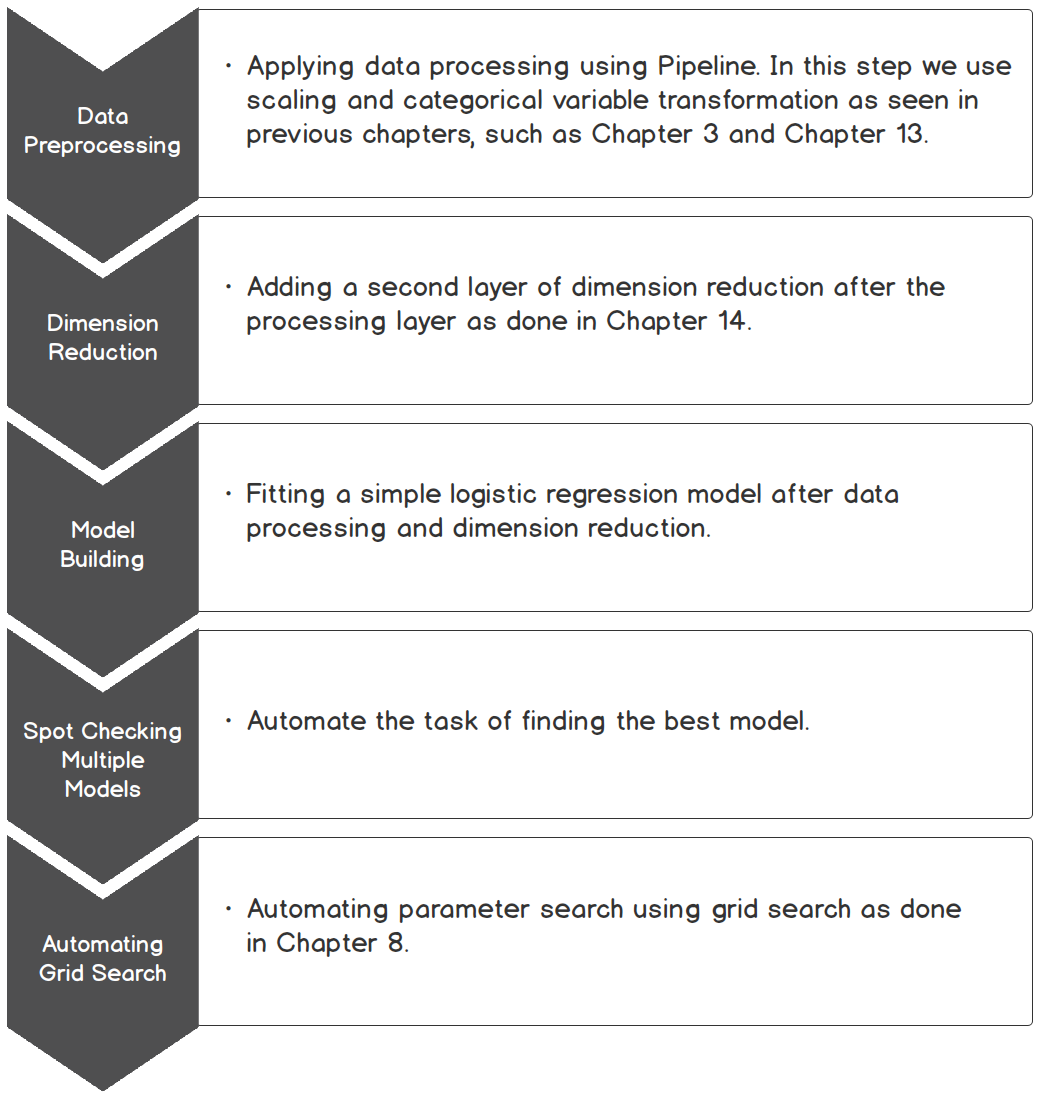 Data
Preprocessing
· Applying data processing using Pipeline. In this step we use
scaling and categorical variable transformation as seen in
previous chapters, such as Chapter 3 and Chapter 13.
Dimension
Reduction
· Adding a second layer of dimension reduction after the
processing layer as done in Chapter 14.
Model
Building
· Fitting a simple logistic regression model after data
processing and dimension reduction.
Spot Checking
Multiple
Models
· Automate the task of finding the best model.
Automating
Grid Search
· Automating parameter search using grid search as done
in Chapter 8.